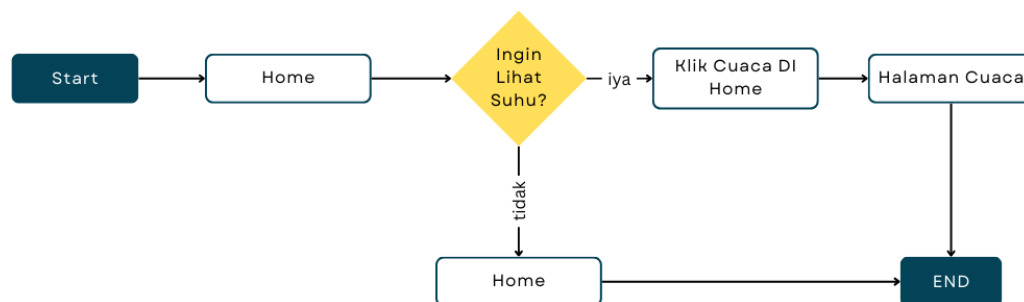 Start
Home
Ingin
Lihat
Suhu?
iya
Klik Cuaca DI
Home
Halaman Cuaca
tidak
Home
END